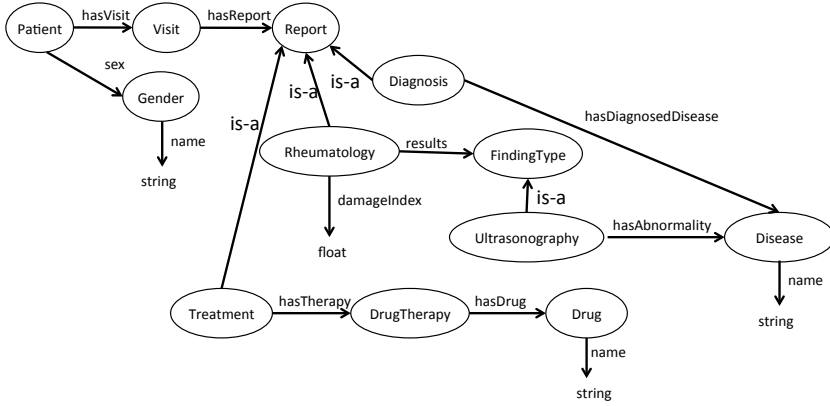 hasVisit
hasReport
Patient
Visit
Report
sex
is-a
Diagnosis
Gender
is-a
is-a
hasDiagnosedDisease
name
Rheumatology
results
FindingType
string
is-a
damageIndex
Ultrasonography
hasAbnormality
Disease
float
name
Treatment
hasTherapy
DrugTherapy
hasDrug
Drug
string
name
string